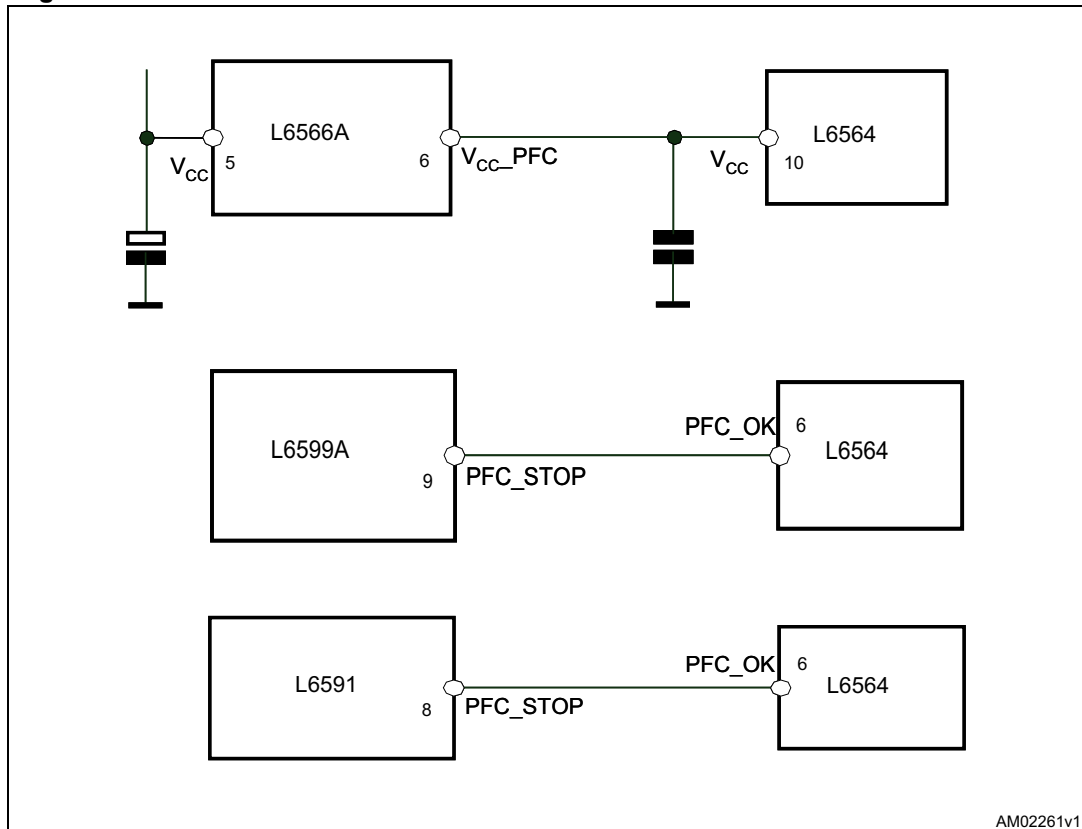 L6566A
L6564
V_CC 5
6 V_CC_PFC
V_CC 10
L6599A
PFC_OK 6
L6564
9 PFC_STOP
L6591
PFC_OK 6
L6564
8 PFC_STOP
AM02261v1